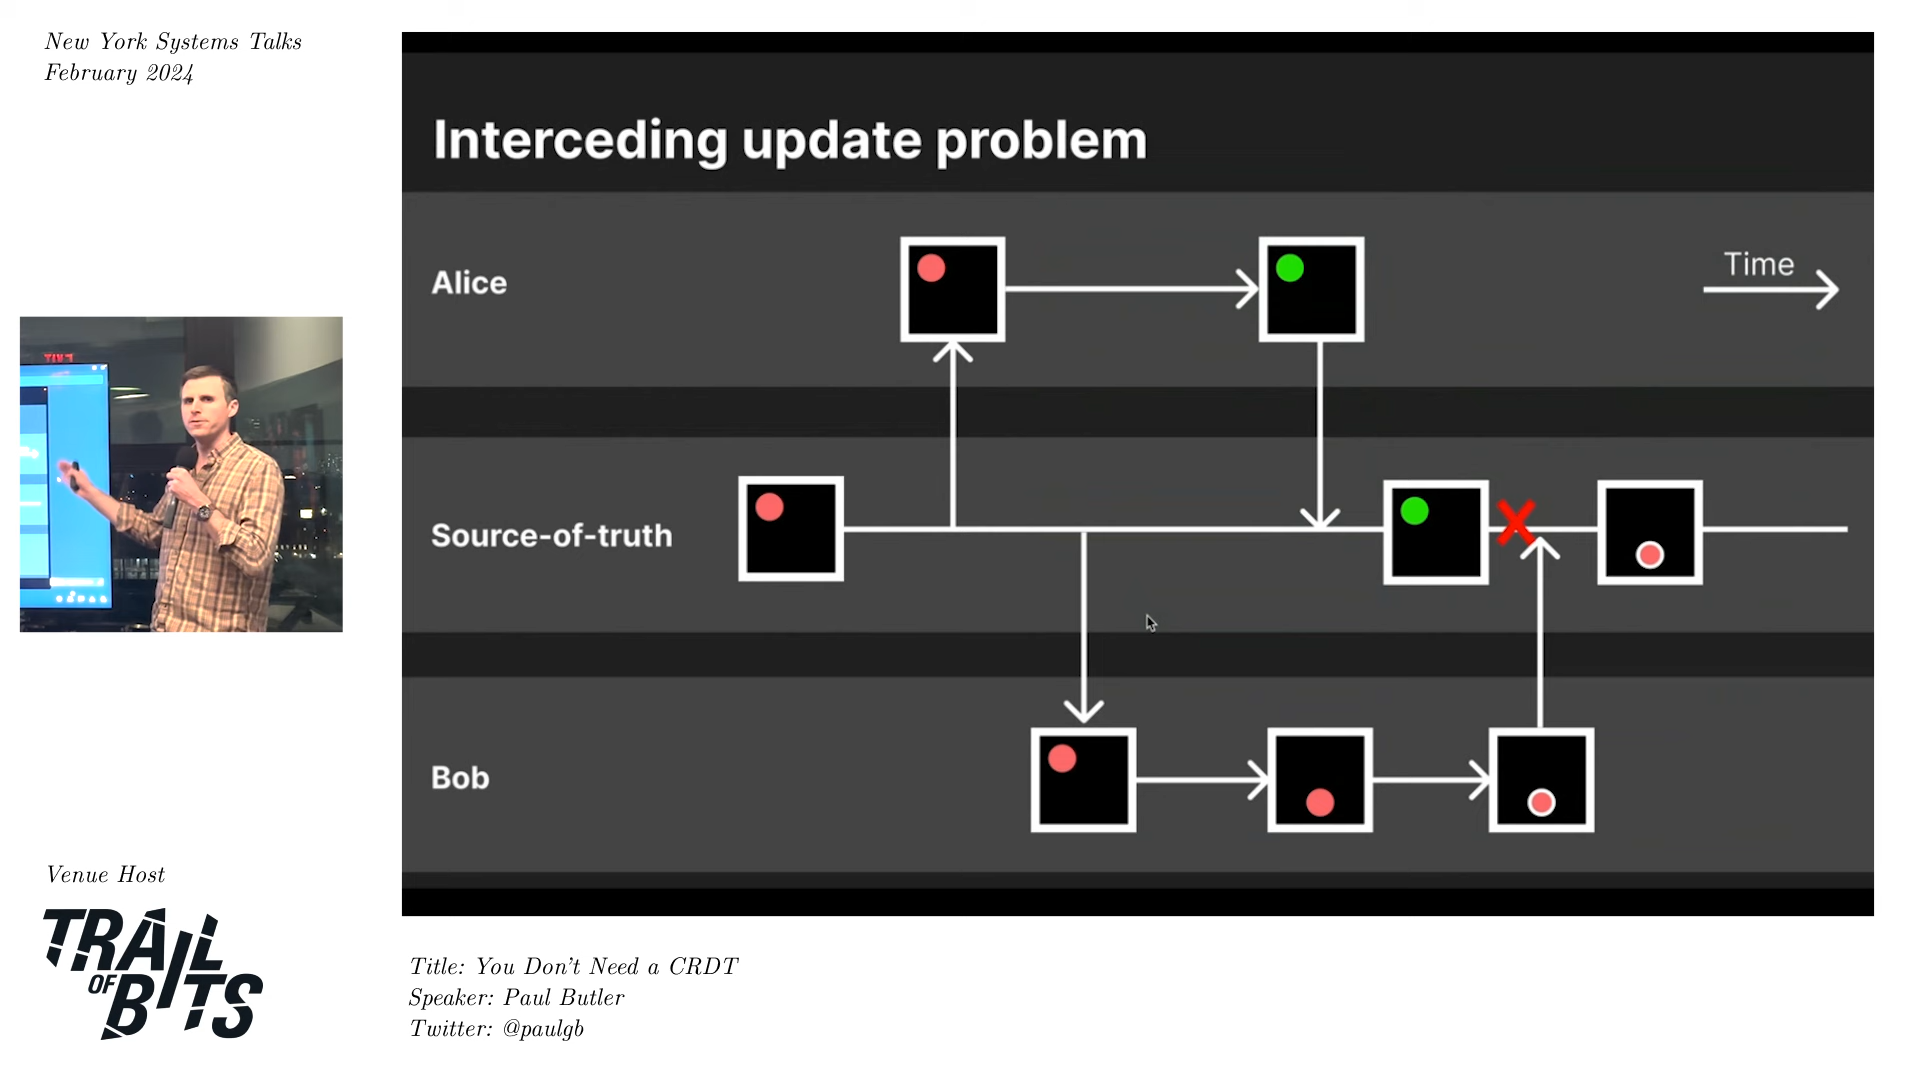 New York Systems Talks
February 2024
Interceding update problem
Alice
Time
Source-of-truth
Bob
Venue Host
TRAIL
OF
BITS
Title: You Don't Need a CRDT
Speaker: Paul Butler
Twitter: @paulgb